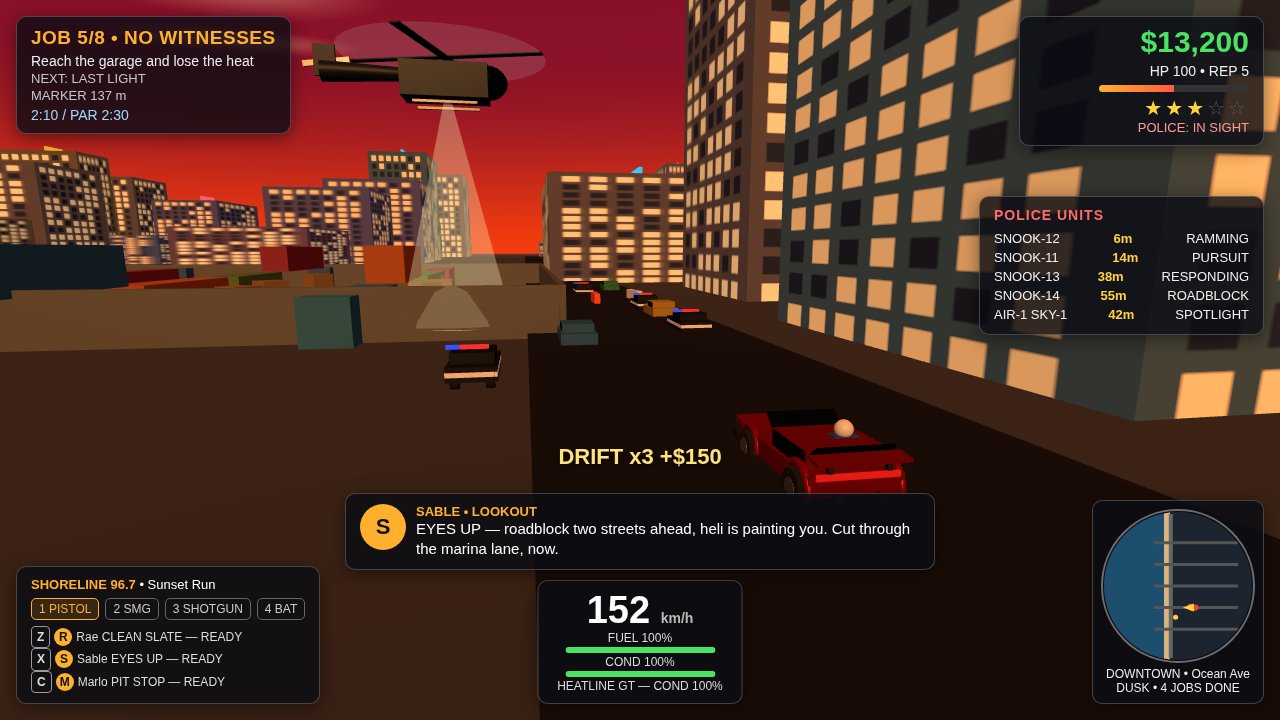 JOB 5/8 • NO WITNESSES
Reach the garage and lose the heat
NEXT: LAST LIGHT
MARKER 137 m
2:10 / PAR 2:30
$13,200
HP 100 • REP 5
★★★☆☆
POLICE: IN SIGHT
POLICE UNITS
SNOOK-12 6m RAMMING
SNOOK-11 14m PURSUIT
SNOOK-13 38m RESPONDING
SNOOK-14 55m ROADBLOCK
AIR-1 SKY-1 42m SPOTLIGHT
DRIFT x3 +$150
S
SABLE • LOOKOUT
EYES UP — roadblock two streets ahead, heli is painting you. Cut through
the marina lane, now.
SHORELINE 96.7 • Sunset Run
1 PISTOL 2 SMG 3 SHOTGUN 4 BAT
Z R Rae CLEAN SLATE — READY
X S Sable EYES UP — READY
C M Marlo PIT STOP — READY
152 km/h
FUEL 100%
COND 100%
HEATLINE GT — COND 100%
DOWNTOWN • Ocean Ave
DUSK • 4 JOBS DONE